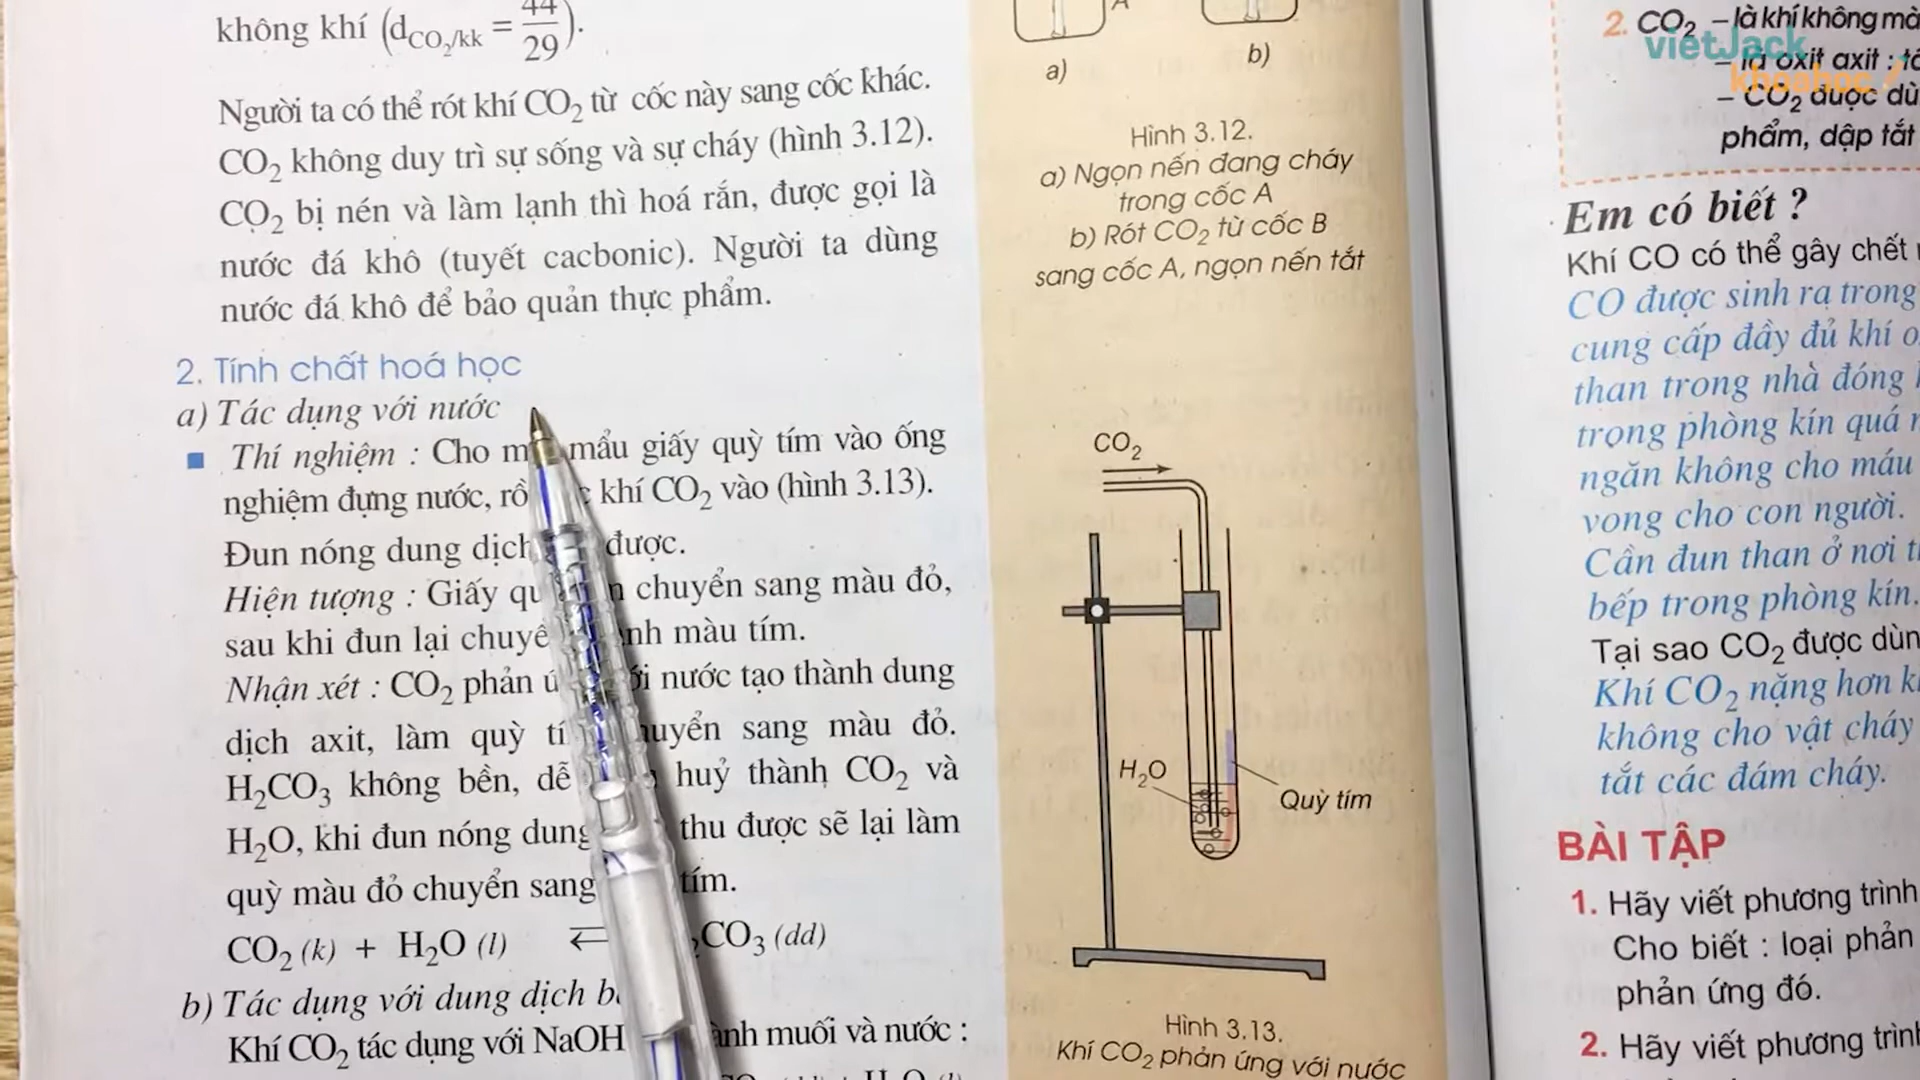 không khí (dCO₂/kk = 44/29).
Người ta có thể rót khí CO₂ từ cốc này sang cốc khác.
CO₂ không duy trì sự sống và sự cháy (hình 3.12).
CO₂ bị nén và làm lạnh thì hoá rắn, được gọi là
nước đá khô (tuyết cacbonic). Người ta dùng
nước đá khô để bảo quản thực phẩm.
2. Tính chất hoá học
a) Tác dụng với nước
Thí nghiệm : Cho mẩu giấy quỳ tím vào ống
nghiệm đựng nước, khí CO₂ vào (hình 3.13).
Đun nóng dung dịch được.
Hiện tượng : Giấy chuyển sang màu đỏ,
sau khi đun lại màu tím.
Nhận xét : CO₂ phản nước tạo thành dung
dịch axit, làm quỳ sang màu đỏ.
H₂CO₃ không bền, dễ huỷ thành CO₂ và
H₂O, khi đun nóng dung thu được sẽ lại làm
quỳ màu đỏ chuyển sang tím.
CO₂ (k) + H₂O (l) CO₃ (dd)
b) Tác dụng với dung dịch
Khí CO₂ tác dụng với NaOH muối và nước :
A
a)
b)
Hình 3.12.
a) Ngọn nến đang cháy
trong cốc A
b) Rót CO₂ từ cốc B
sang cốc A, ngọn nến tắt
CO₂
H₂O
Quỳ tím
Hình 3.13.
Khí CO₂ phản ứng với nước
2. CO₂ – là khí không
vietJack
– là oxit axit :
khoahoc
– CO₂ được
phẩm, dập tắt
Em có biết ?
Khí CO có thể gây chết
CO được sinh ra trong
cung cấp đầy đủ khí
than trong nhà đóng
trong phòng kín quá
ngăn không cho máu
vong cho con người.
Cần đun than ở nơi
bếp trong phòng kín.
Tại sao CO₂ được
Khí CO₂ nặng hơn
không cho vật cháy
tắt các đám cháy.
BÀI TẬP
1. Hãy viết phương trình
Cho biết : loại phản
phản ứng đó.
2. Hãy viết phương trình